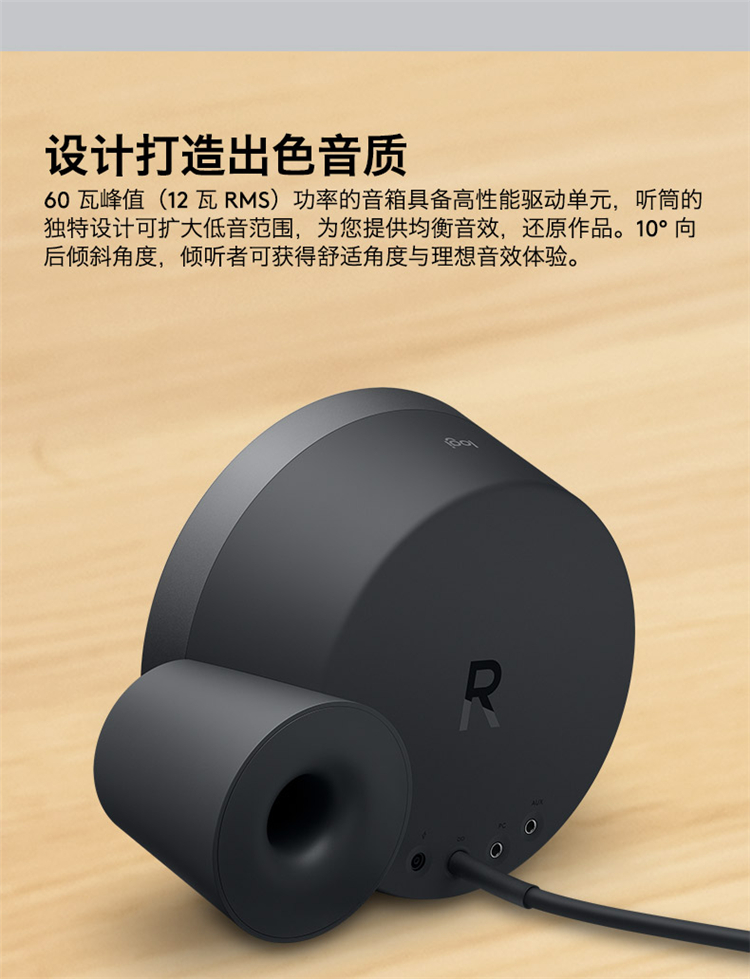 设计打造出色音质
60 瓦峰值（12 瓦 RMS）功率的音箱具备高性能驱动单元，听筒的
独特设计可扩大低音范围，为您提供均衡音效，还原作品。10° 向
后倾斜角度，倾听者可获得舒适角度与理想音效体验。
logi
R
PC
AUX